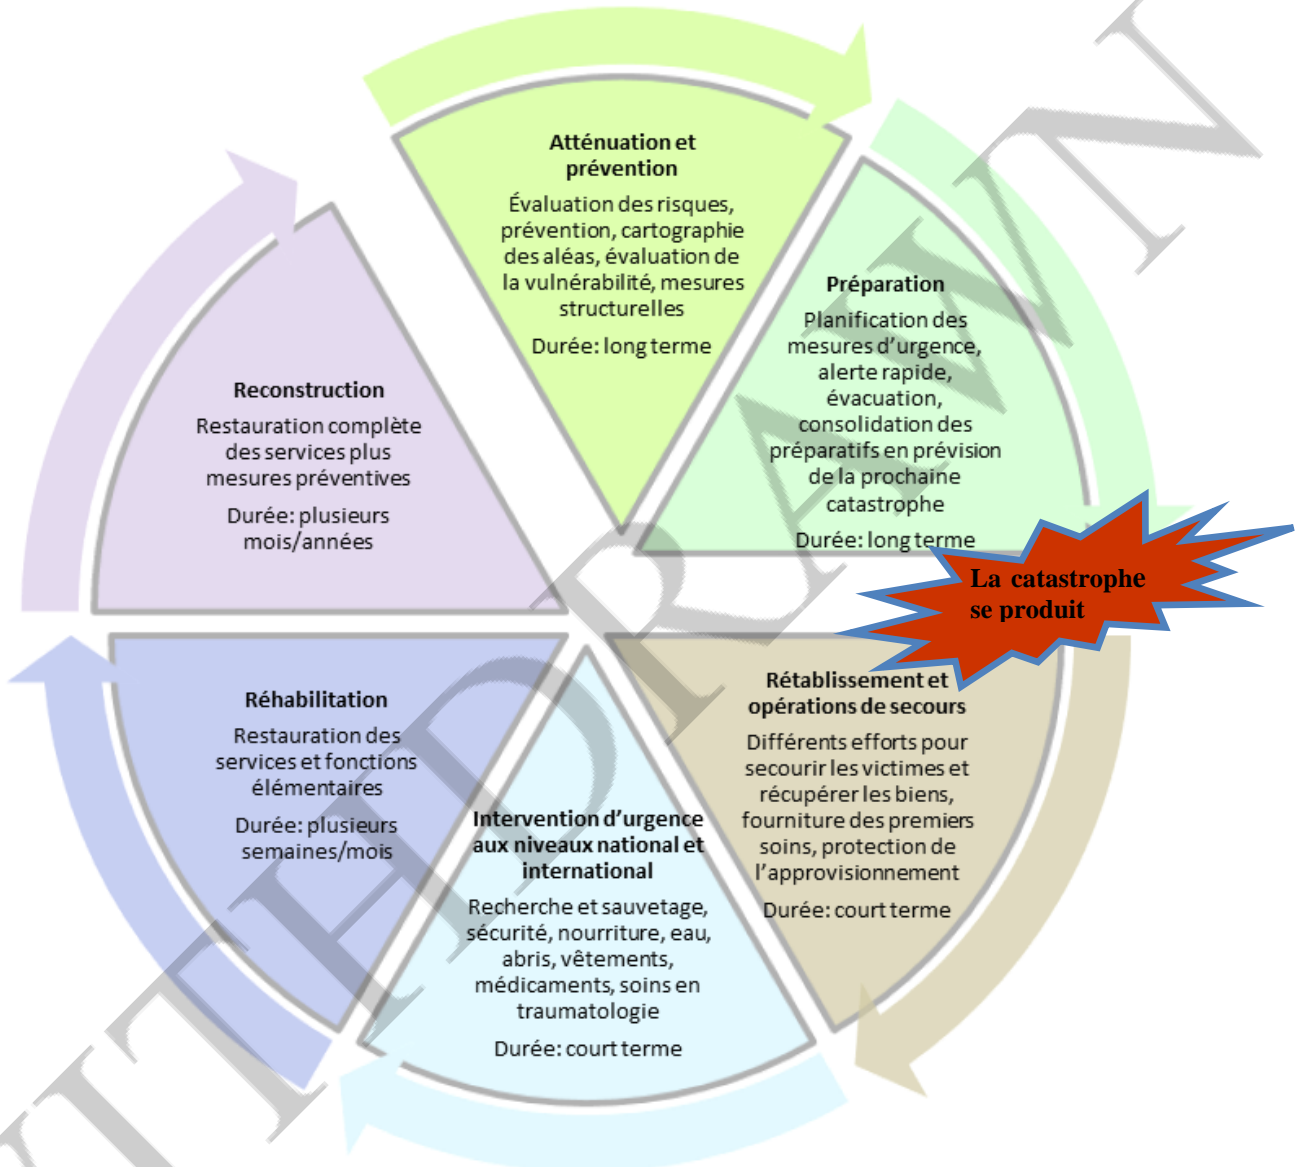 Atténuation et
prévention
Évaluation des risques,
prévention, cartographie
des aléas, évaluation de
la vulnérabilité, mesures
structurelles
Durée: long terme
Préparation
Planification des
mesures d’urgence,
alerte rapide,
évacuation,
consolidation des
préparatifs en prévision
de la prochaine
catastrophe
Durée: long terme
La catastrophe
se produit
Rétablissement et
opérations de secours
Différents efforts pour
secourir les victimes et
récupérer les biens,
fourniture des premiers
soins, protection de
l’approvisionnement
Durée: court terme
Intervention d’urgence
aux niveaux national et
international
Recherche et sauvetage,
sécurité, nourriture, eau,
abris, vêtements,
médicaments, soins en
traumatologie
Durée: court terme
Réhabilitation
Restauration des
services et fonctions
élémentaires
Durée: plusieurs
semaines/mois
Reconstruction
Restauration complète
des services plus
mesures préventives
Durée: plusieurs
mois/années
ITHDRAWN